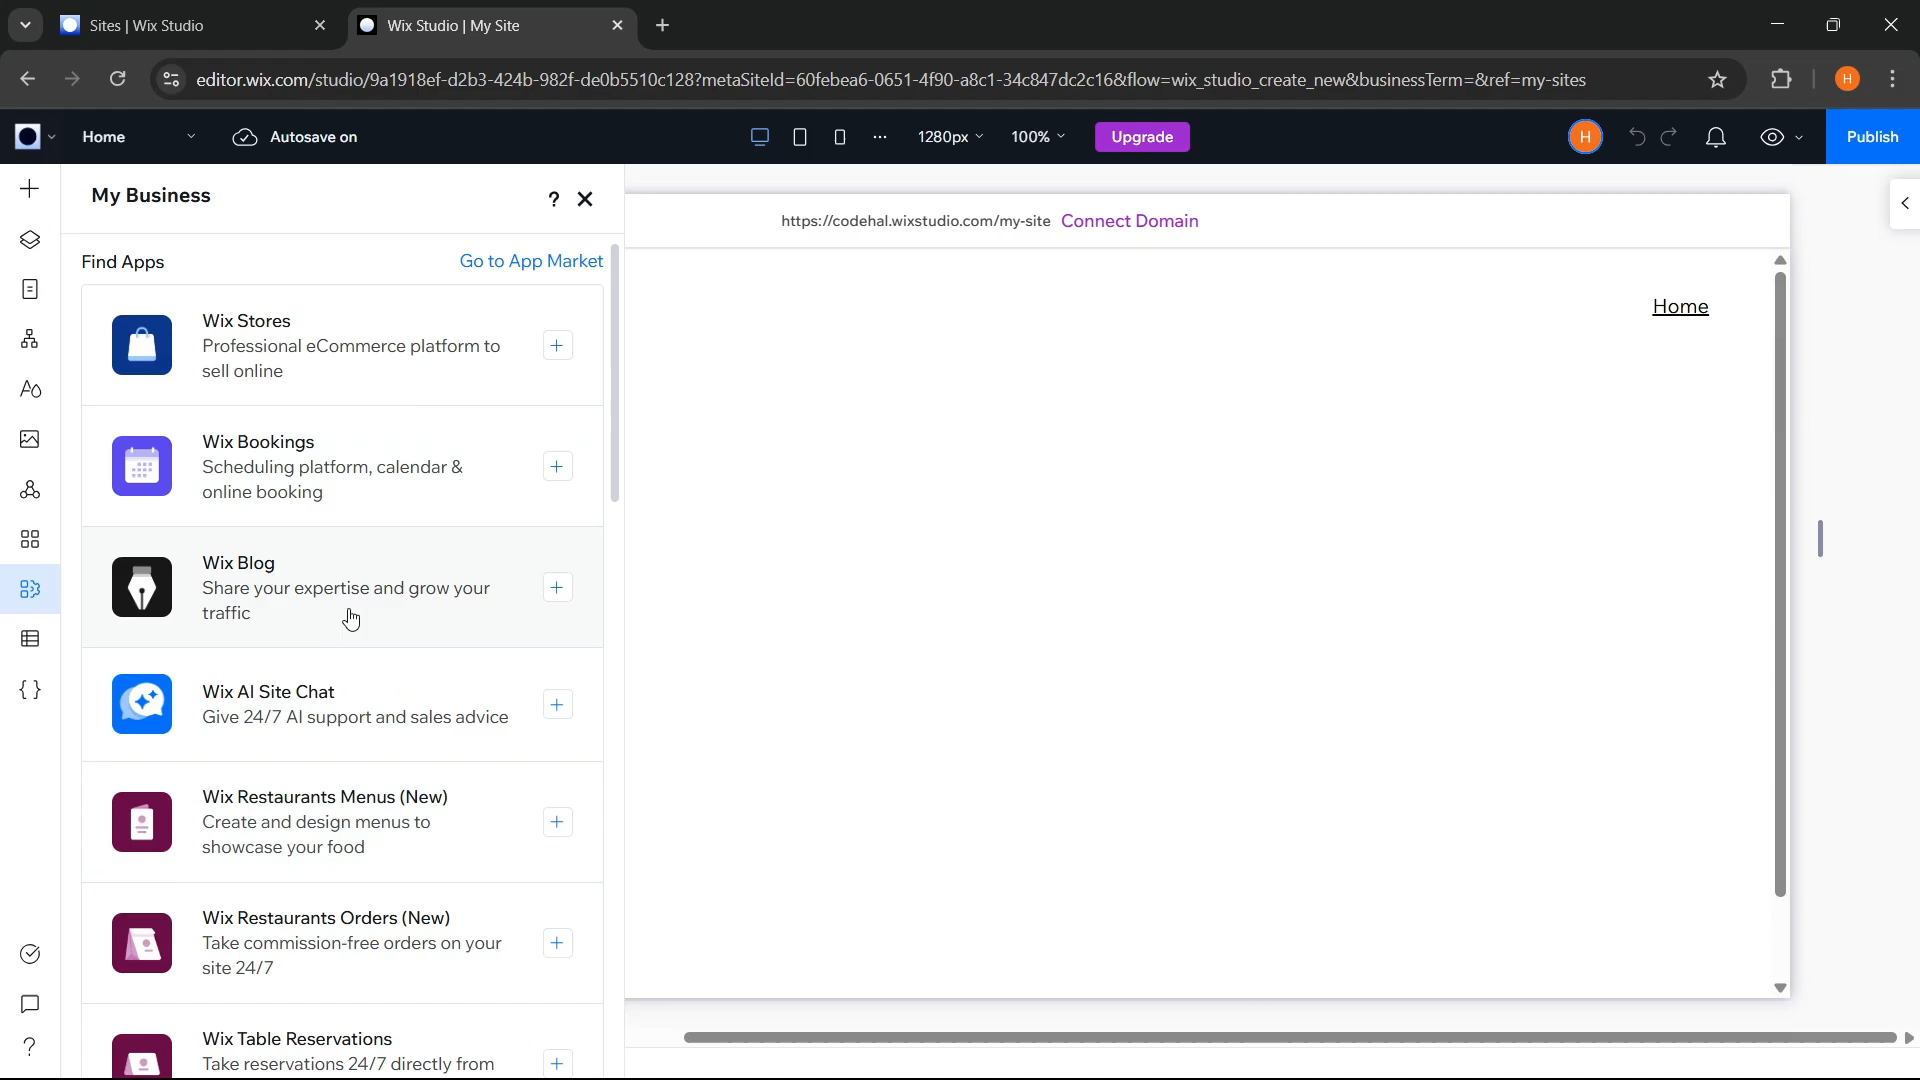 Sites | Wix Studio
Wix Studio | My Site
editor.wix.com/studio/9a1918ef-d2b3-424b-982f-de0b5510c128?metaSiteId=60febea6-0651-4f90-a8c1-34c847dc2c16&flow=wix_studio_create_new&businessTerm=&ref=my-sites
H
Home
Autosave on
1280px
100%
Upgrade
H
Publish
My Business
?
https://codehal.wixstudio.com/my-site Connect Domain
Find Apps
Go to App Market
Home
Wix Stores
Professional eCommerce platform to
sell online
Wix Bookings
Scheduling platform, calendar &
online booking
Wix Blog
Share your expertise and grow your
traffic
Wix AI Site Chat
Give 24/7 AI support and sales advice
Wix Restaurants Menus (New)
Create and design menus to
showcase your food
Wix Restaurants Orders (New)
Take commission-free orders on your
site 24/7
Wix Table Reservations
Take reservations 24/7 directly from